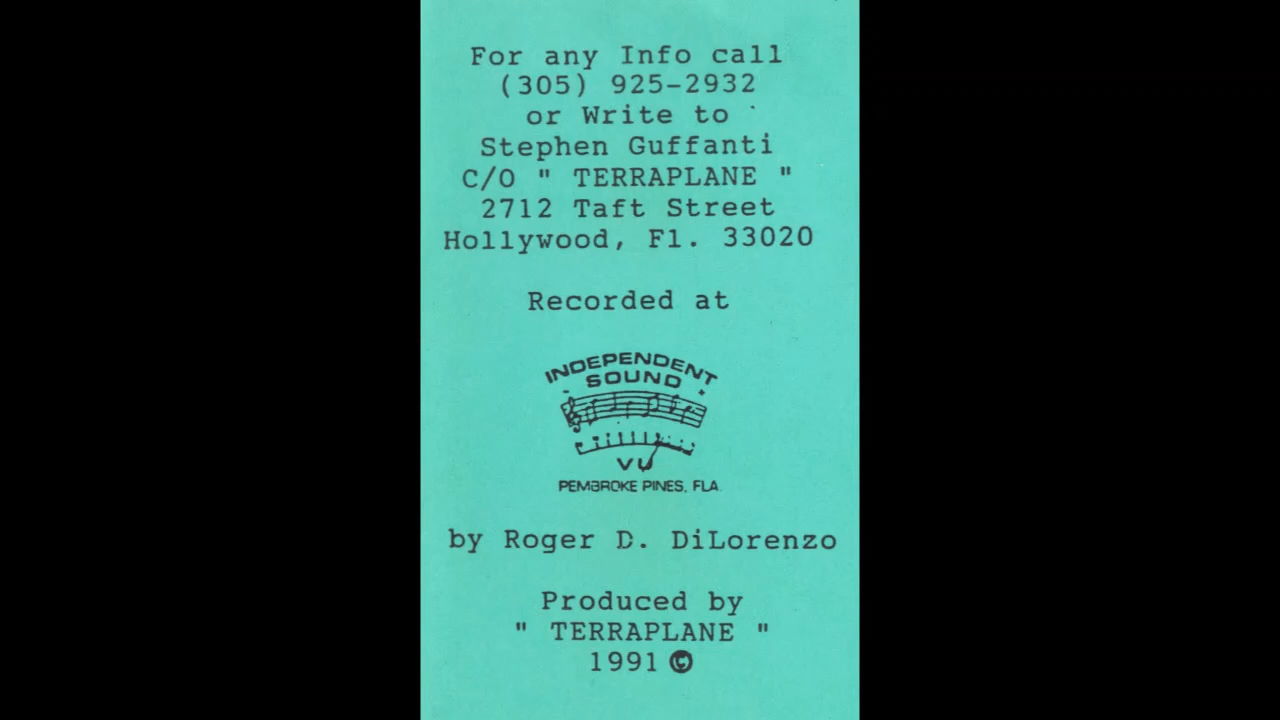 For any Info call
(305) 925-2932
or Write to
Stephen Guffanti
C/O " TERRAPLANE "
2712 Taft Street
Hollywood, Fl. 33020
Recorded at
INDEPENDENT
SOUND
VU
PEMBROKE PINES, FLA.
by Roger D. DiLorenzo
Produced by
" TERRAPLANE "
1991 ©